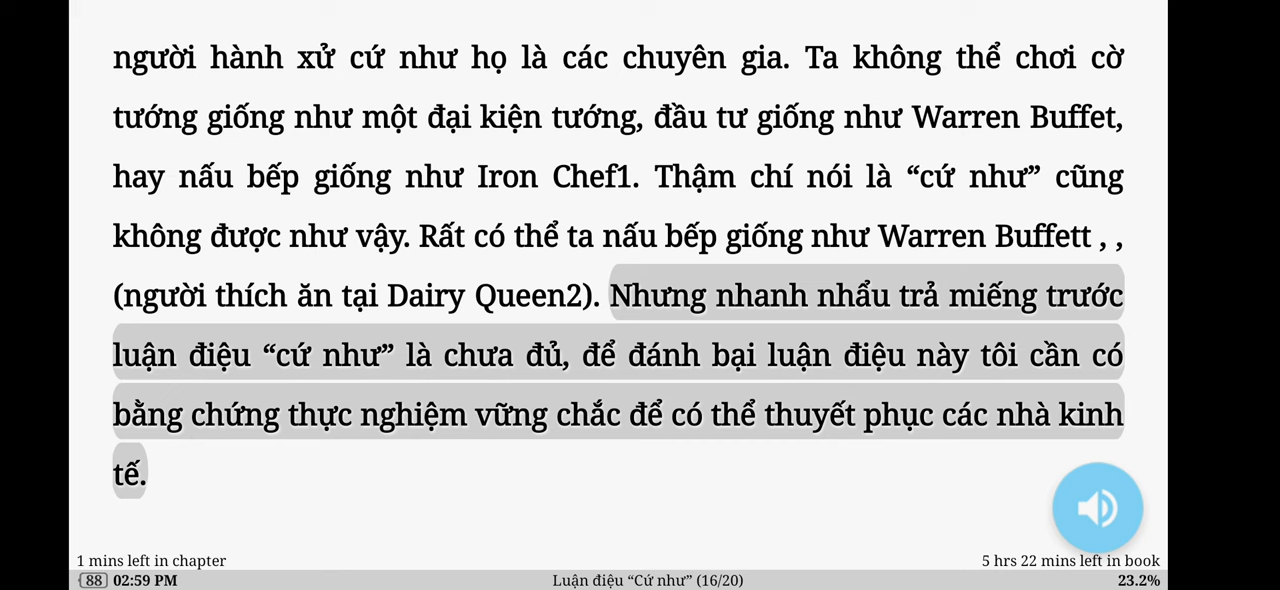 người hành xử cứ như họ là các chuyên gia. Ta không thể chơi cờ
tướng giống như một đại kiện tướng, đầu tư giống như Warren Buffet,
hay nấu bếp giống như Iron Chef1. Thậm chí nói là “cứ như” cũng
không được như vậy. Rất có thể ta nấu bếp giống như Warren Buffett , ,
(người thích ăn tại Dairy Queen2). Nhưng nhanh nhẩu trả miếng trước
luận điệu “cứ như” là chưa đủ, để đánh bại luận điệu này tôi cần có
bằng chứng thực nghiệm vững chắc để có thể thuyết phục các nhà kinh
tế.
1 mins left in chapter 5 hrs 22 mins left in book
88 02:59 PM Luận điệu “Cứ như” (16/20) 23.2%